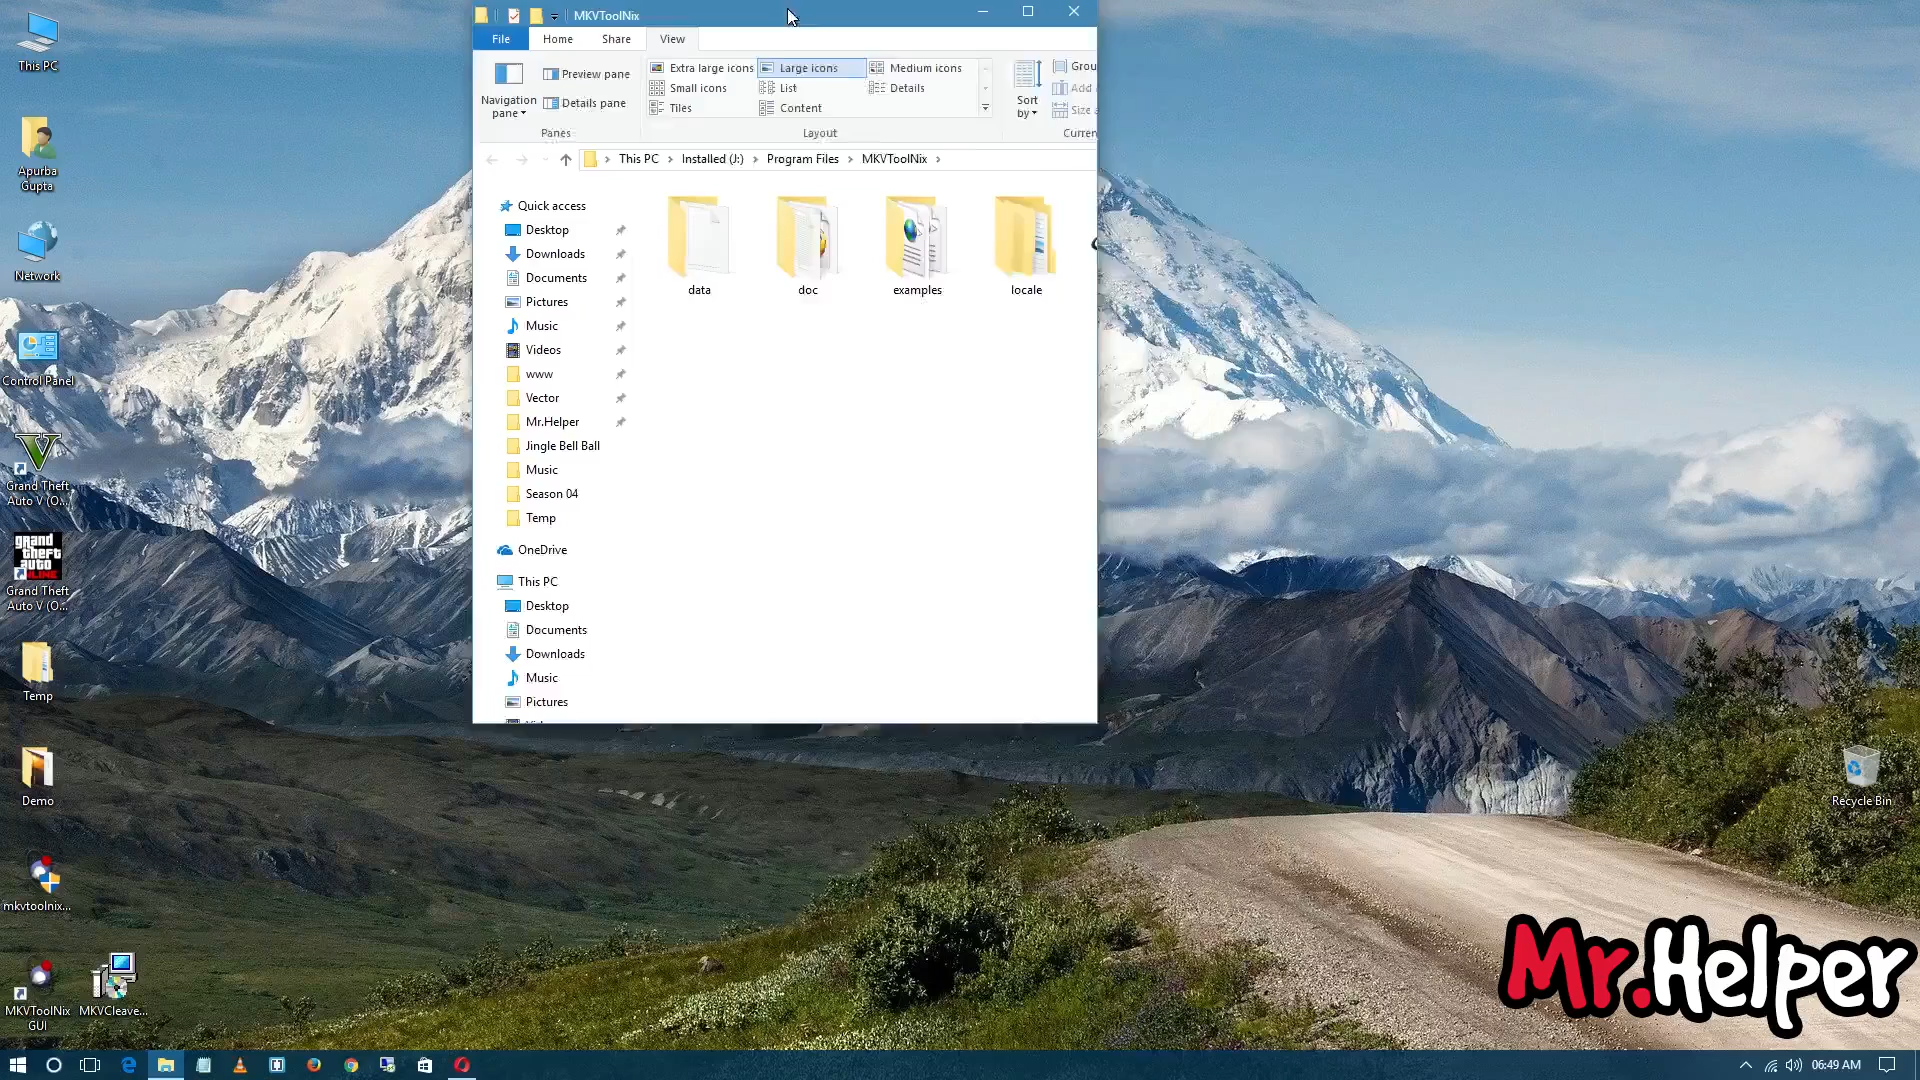 This PC
Apurba
Gupta
Network
Control Panel
Grand Theft
Auto V (O...
grand
theft
auto
Grand Theft
Auto V (O...
Temp
Demo
mkvtoolnix...
MKVToolNix
GUI
MKVCleave...
MKVToolNix
File Home Share View
Navigation
pane
Preview pane
Details pane
Panes
Extra large icons Large icons Medium icons
Small icons List Details
Tiles Content
Layout
Sort
by
Grou
Add
Size
Curren
This PC Installed (J:) Program Files MKVToolNix
Quick access
Desktop
Downloads
Documents
Pictures
Music
Videos
www
Vector
Mr.Helper
Jingle Bell Ball
Music
Season 04
Temp
OneDrive
This PC
Desktop
Documents
Downloads
Music
Pictures
data doc examples locale
Recycle Bin
Mr.Helper
06:49 AM